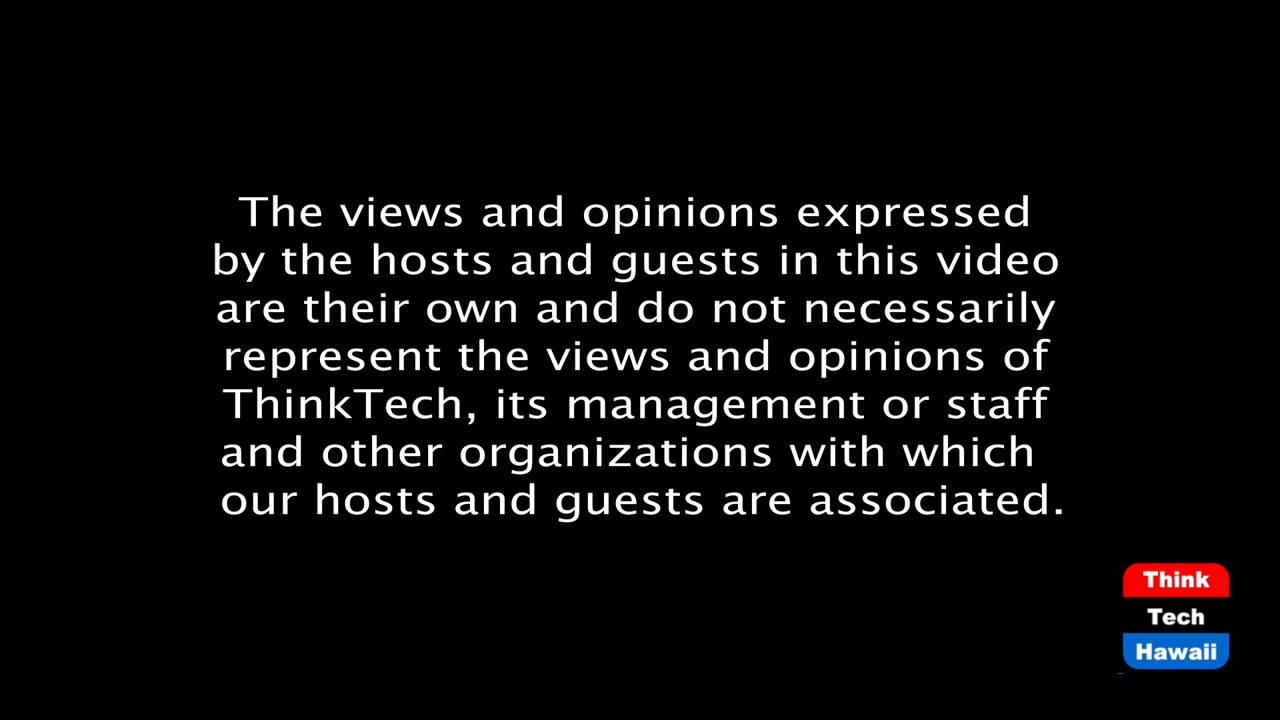 The views and opinions expressed
by the hosts and guests in this video
are their own and do not necessarily
represent the views and opinions of
ThinkTech, its management or staff
and other organizations with which
our hosts and guests are associated.
Think
Tech
Hawaii